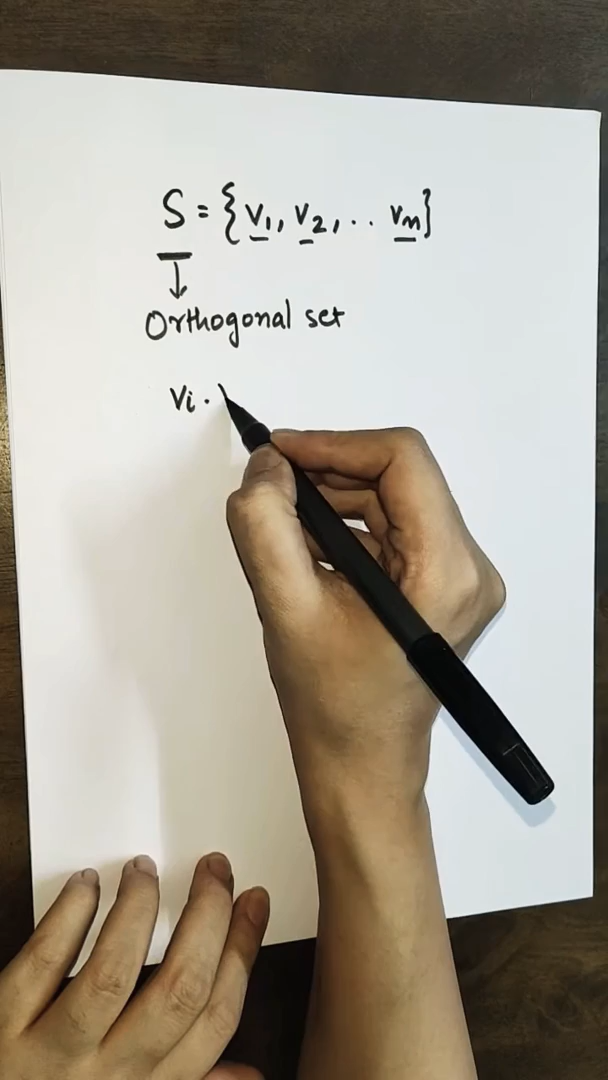 S = {v1, v2, .. vn}
↓
Orthogonal set
vi ·